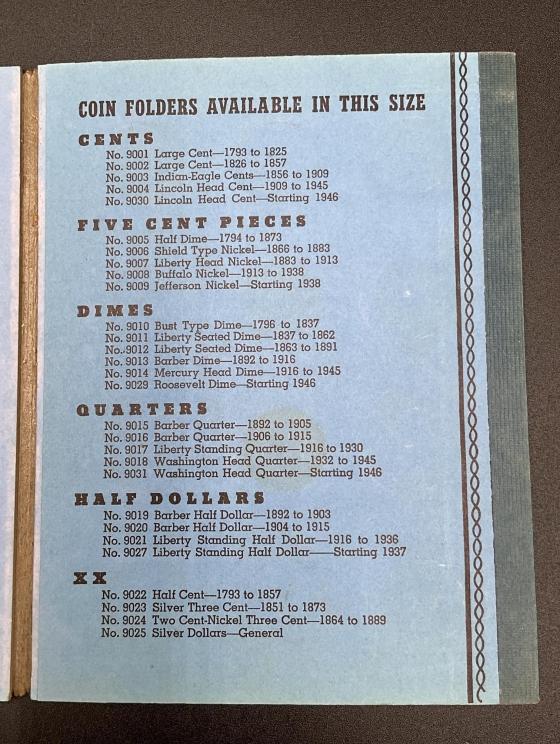 COIN FOLDERS AVAILABLE IN THIS SIZE
CENTS
No. 9001 Large Cent—1793 to 1825
No. 9002 Large Cent—1826 to 1857
No. 9003 Indian-Eagle Cents—1856 to 1909
No. 9004 Lincoln Head Cent—1909 to 1945
No. 9030 Lincoln Head Cent—Starting 1946
FIVE CENT PIECES
No. 9005 Half Dime—1794 to 1873
No. 9006 Shield Type Nickel—1866 to 1883
No. 9007 Liberty Head Nickel—1883 to 1913
No. 9008 Buffalo Nickel—1913 to 1938
No. 9009 Jefferson Nickel—Starting 1938
DIMES
No. 9010 Bust Type Dime—1796 to 1837
No. 9011 Liberty Seated Dime—1837 to 1862
No. 9012 Liberty Seated Dime—1863 to 1891
No. 9013 Barber Dime—1892 to 1916
No. 9014 Mercury Head Dime—1916 to 1945
No. 9029 Roosevelt Dime—Starting 1946
QUARTERS
No. 9015 Barber Quarter—1892 to 1905
No. 9016 Barber Quarter—1906 to 1915
No. 9017 Liberty Standing Quarter—1916 to 1930
No. 9018 Washington Head Quarter—1932 to 1945
No. 9031 Washington Head Quarter—Starting 1946
HALF DOLLARS
No. 9019 Barber Half Dollar—1892 to 1903
No. 9020 Barber Half Dollar—1904 to 1915
No. 9021 Liberty Standing Half Dollar—1916 to 1936
No. 9027 Liberty Standing Half Dollar——Starting 1937
XX
No. 9022 Half Cent—1793 to 1857
No. 9023 Silver Three Cent—1851 to 1873
No. 9024 Two Cent-Nickel Three Cent—1864 to 1889
No. 9025 Silver Dollars—General